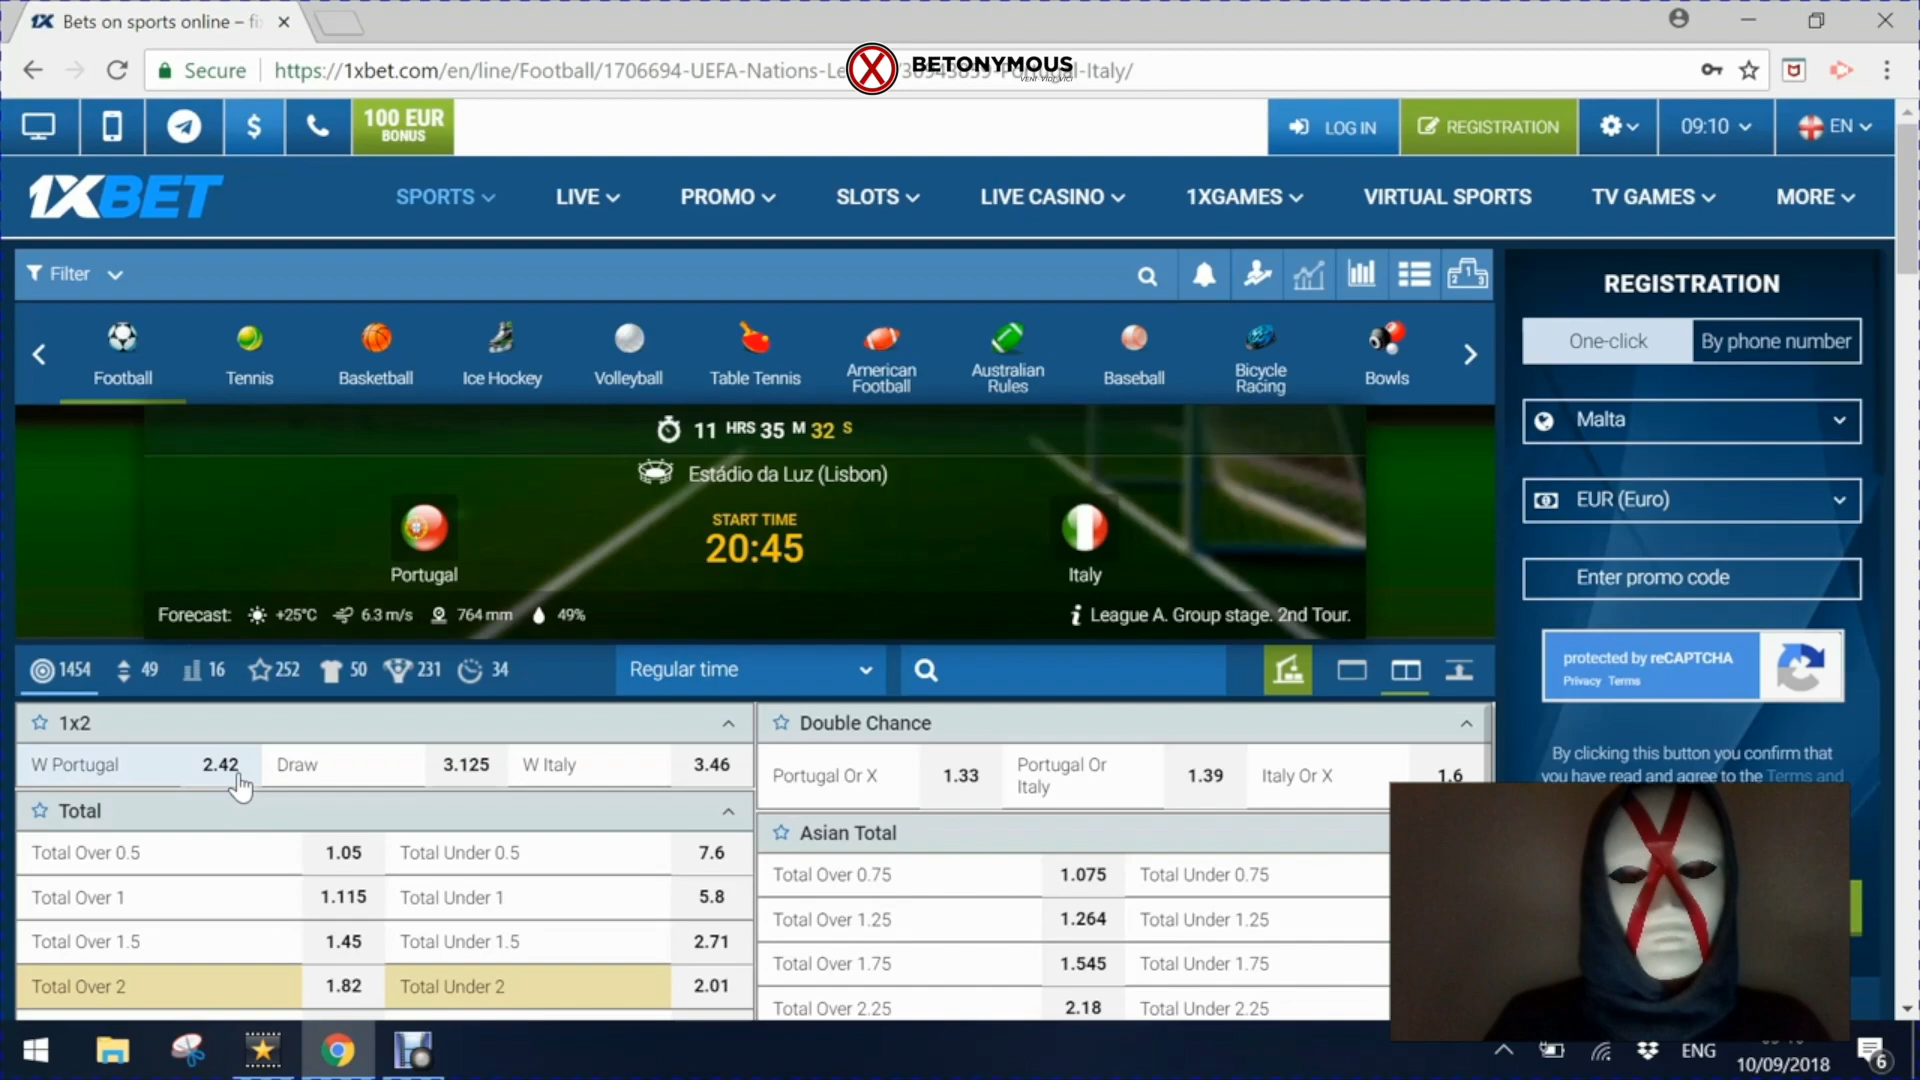 1X Bets on sports online – fi
Secure https://1xbet.com/en/line/Football/1706694-UEFA-Nations-Le
BETONYMOUS
VENI VIDI VICI
-Italy/
100 EUR
BONUS
LOG IN
REGISTRATION
09:10
EN
1XBET
SPORTS
LIVE
PROMO
SLOTS
LIVE CASINO
1XGAMES
VIRTUAL SPORTS
TV GAMES
MORE
Filter
Football
Tennis
Basketball
Ice Hockey
Volleyball
Table Tennis
American
Football
Australian
Rules
Baseball
Bicycle
Racing
Bowls
11 HRS 35 M 32 S
Estádio da Luz (Lisbon)
START TIME
20:45
Portugal
Italy
Forecast: +25°C 6.3 m/s 764 mm 49%
League A. Group stage. 2nd Tour.
1454 49 16 252 50 231 34
Regular time
1x2
W Portugal 2.42 Draw 3.125 W Italy 3.46
Total
Total Over 0.5 1.05 Total Under 0.5 7.6
Total Over 1 1.115 Total Under 1 5.8
Total Over 1.5 1.45 Total Under 1.5 2.71
Total Over 2 1.82 Total Under 2 2.01
Double Chance
Portugal Or X 1.33 Portugal Or
Italy 1.39 Italy Or X 1.6
Asian Total
Total Over 0.75 1.075 Total Under 0.75
Total Over 1.25 1.264 Total Under 1.25
Total Over 1.75 1.545 Total Under 1.75
Total Over 2.25 2.18 Total Under 2.25
REGISTRATION
One-click
By phone number
Malta
EUR (Euro)
Enter promo code
protected by reCAPTCHA
Privacy Terms
By clicking this button you confirm that
you have read and agree to the Terms and
ENG
10/09/2018
6